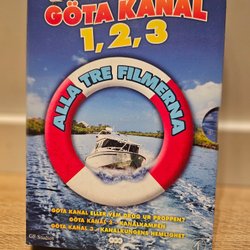 GÖTA KANAL
1, 2, 3
ALLA TRE FILMERNA
GÖTA KANAL ELLER VEM DROG UR PROPPEN?
GÖTA KANAL 2 - KANALKAMPEN
GÖTA KANAL 3 - KANALKUNGENS HEMLIGHET